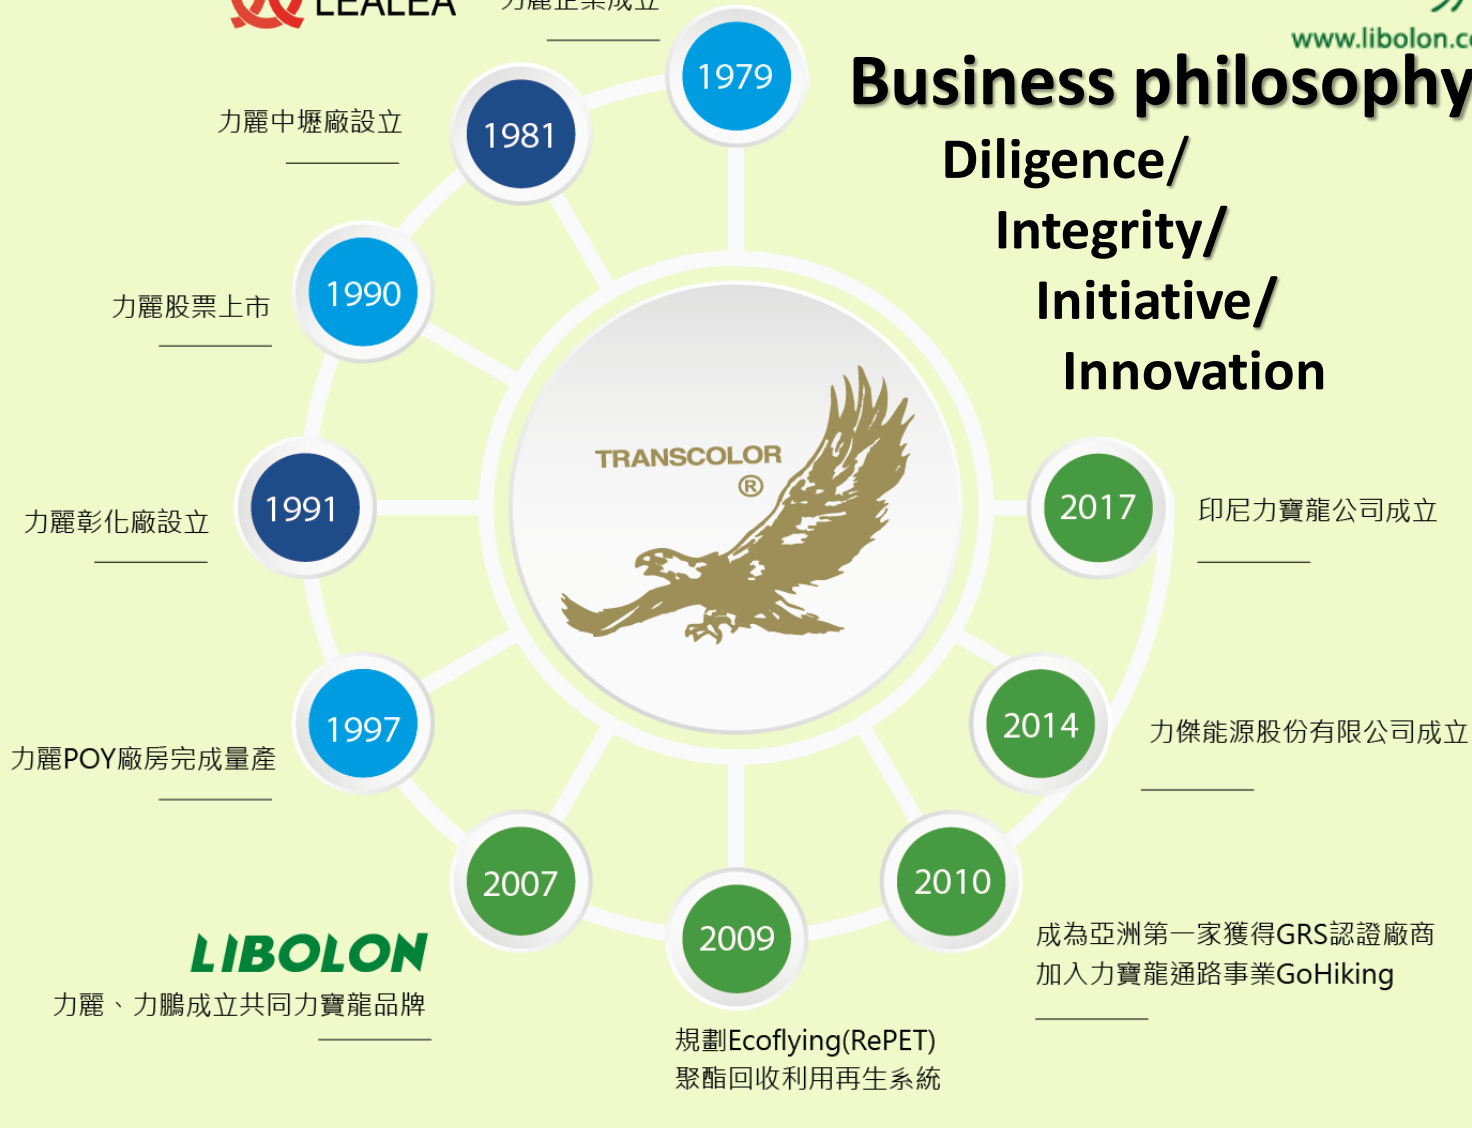 LEALEA
力麗企業成立
www.libolon.c
Business philosophy
Diligence/
Integrity/
Initiative/
Innovation
1979
1981
力麗中壢廠設立
1990
力麗股票上市
1991
力麗彰化廠設立
1997
力麗POY廠房完成量產
2007
LIBOLON
力麗、力鵬成立共同力寶龍品牌
2009
規劃Ecoflying(RePET)
聚酯回收利用再生系統
2010
成為亞洲第一家獲得GRS認證廠商
加入力寶龍通路事業GoHiking
2014
力傑能源股份有限公司成立
2017
印尼力寶龍公司成立
TRANSCOLOR
®